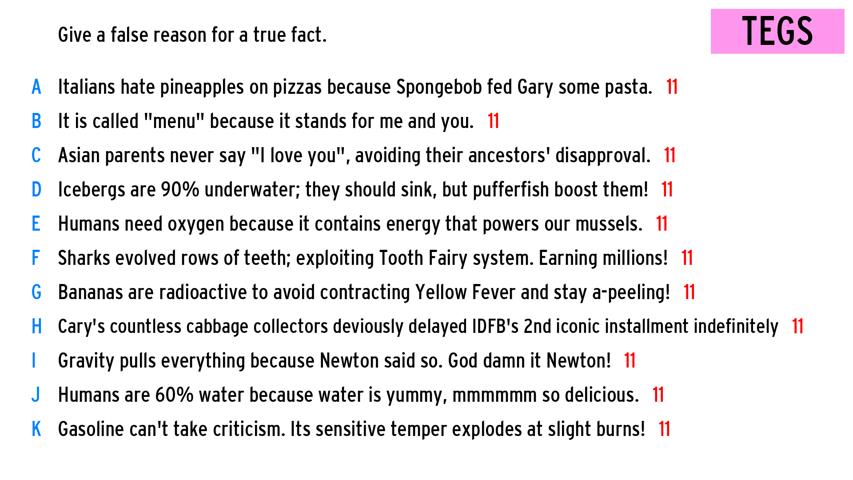 Give a false reason for a true fact.
TEGS
A Italians hate pineapples on pizzas because Spongebob fed Gary some pasta. 11
B It is called "menu" because it stands for me and you. 11
C Asian parents never say "I love you", avoiding their ancestors' disapproval. 11
D Icebergs are 90% underwater; they should sink, but pufferfish boost them! 11
E Humans need oxygen because it contains energy that powers our mussels. 11
F Sharks evolved rows of teeth; exploiting Tooth Fairy system. Earning millions! 11
G Bananas are radioactive to avoid contracting Yellow Fever and stay a-peeling! 11
H Cary's countless cabbage collectors deviously delayed IDFB's 2nd iconic installment indefinitely 11
I Gravity pulls everything because Newton said so. God damn it Newton! 11
J Humans are 60% water because water is yummy, mmmmmm so delicious. 11
K Gasoline can't take criticism. Its sensitive temper explodes at slight burns! 11